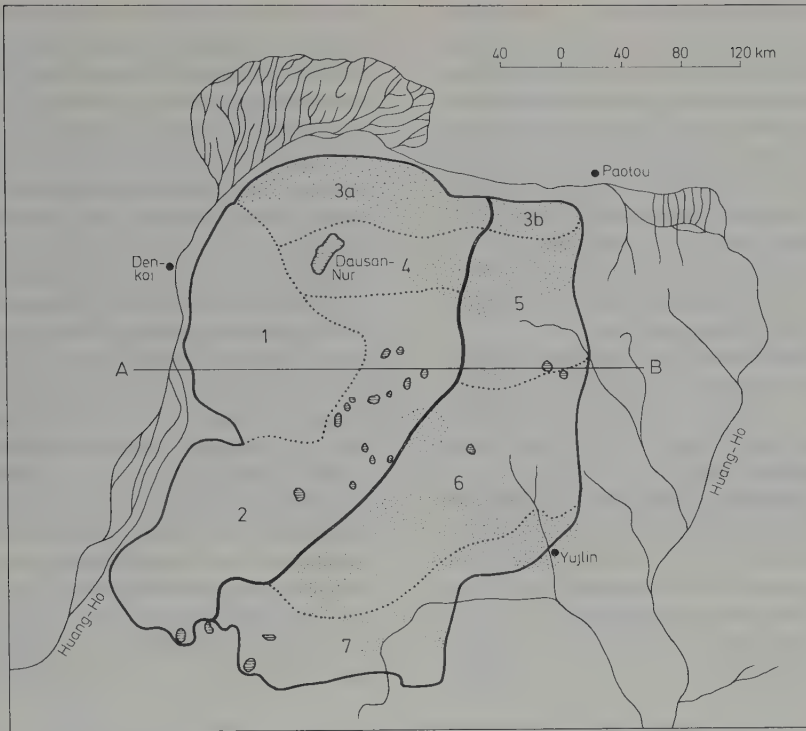 40 0 40 80 120 km
Paotou
3a
3b
Den-
koi
Dausan-
Nur
4
5
1
A
B
Huang-Ho
6
2
Yujlin
Huang-Ho
7